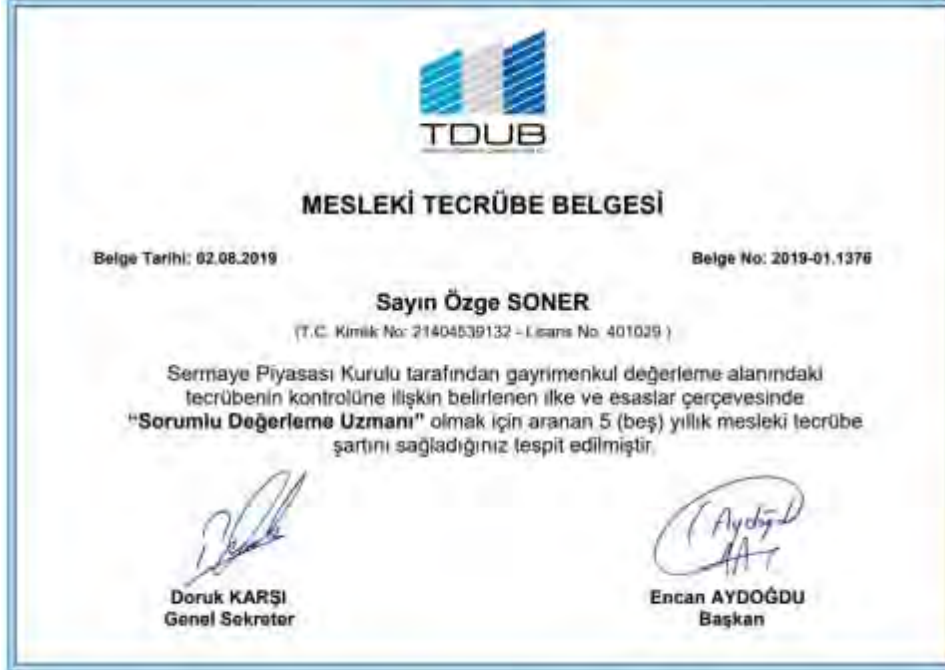 TDUB
MESLEKİ TECRÜBE BELGESİ
Belge Tarihi: 02.08.2019
Belge No: 2019-01.1376
Sayın Özge SONER
(T.C. Kimlik No: 21404539132 - Lisans No. 401029 )
Sermaye Piyasası Kurulu tarafından gayrimenkul değerleme alanındaki
tecrübenin kontrolüne ilişkin belirlenen ilke ve esaslar çerçevesinde
“Sorumlu Değerleme Uzmanı” olmak için aranan 5 (beş) yıllık mesleki tecrübe
şartını sağladığınız tespit edilmiştir.
Aydoğd
Doruk KARŞI
Genel Sekreter
Encan AYDOĞDU
Başkan